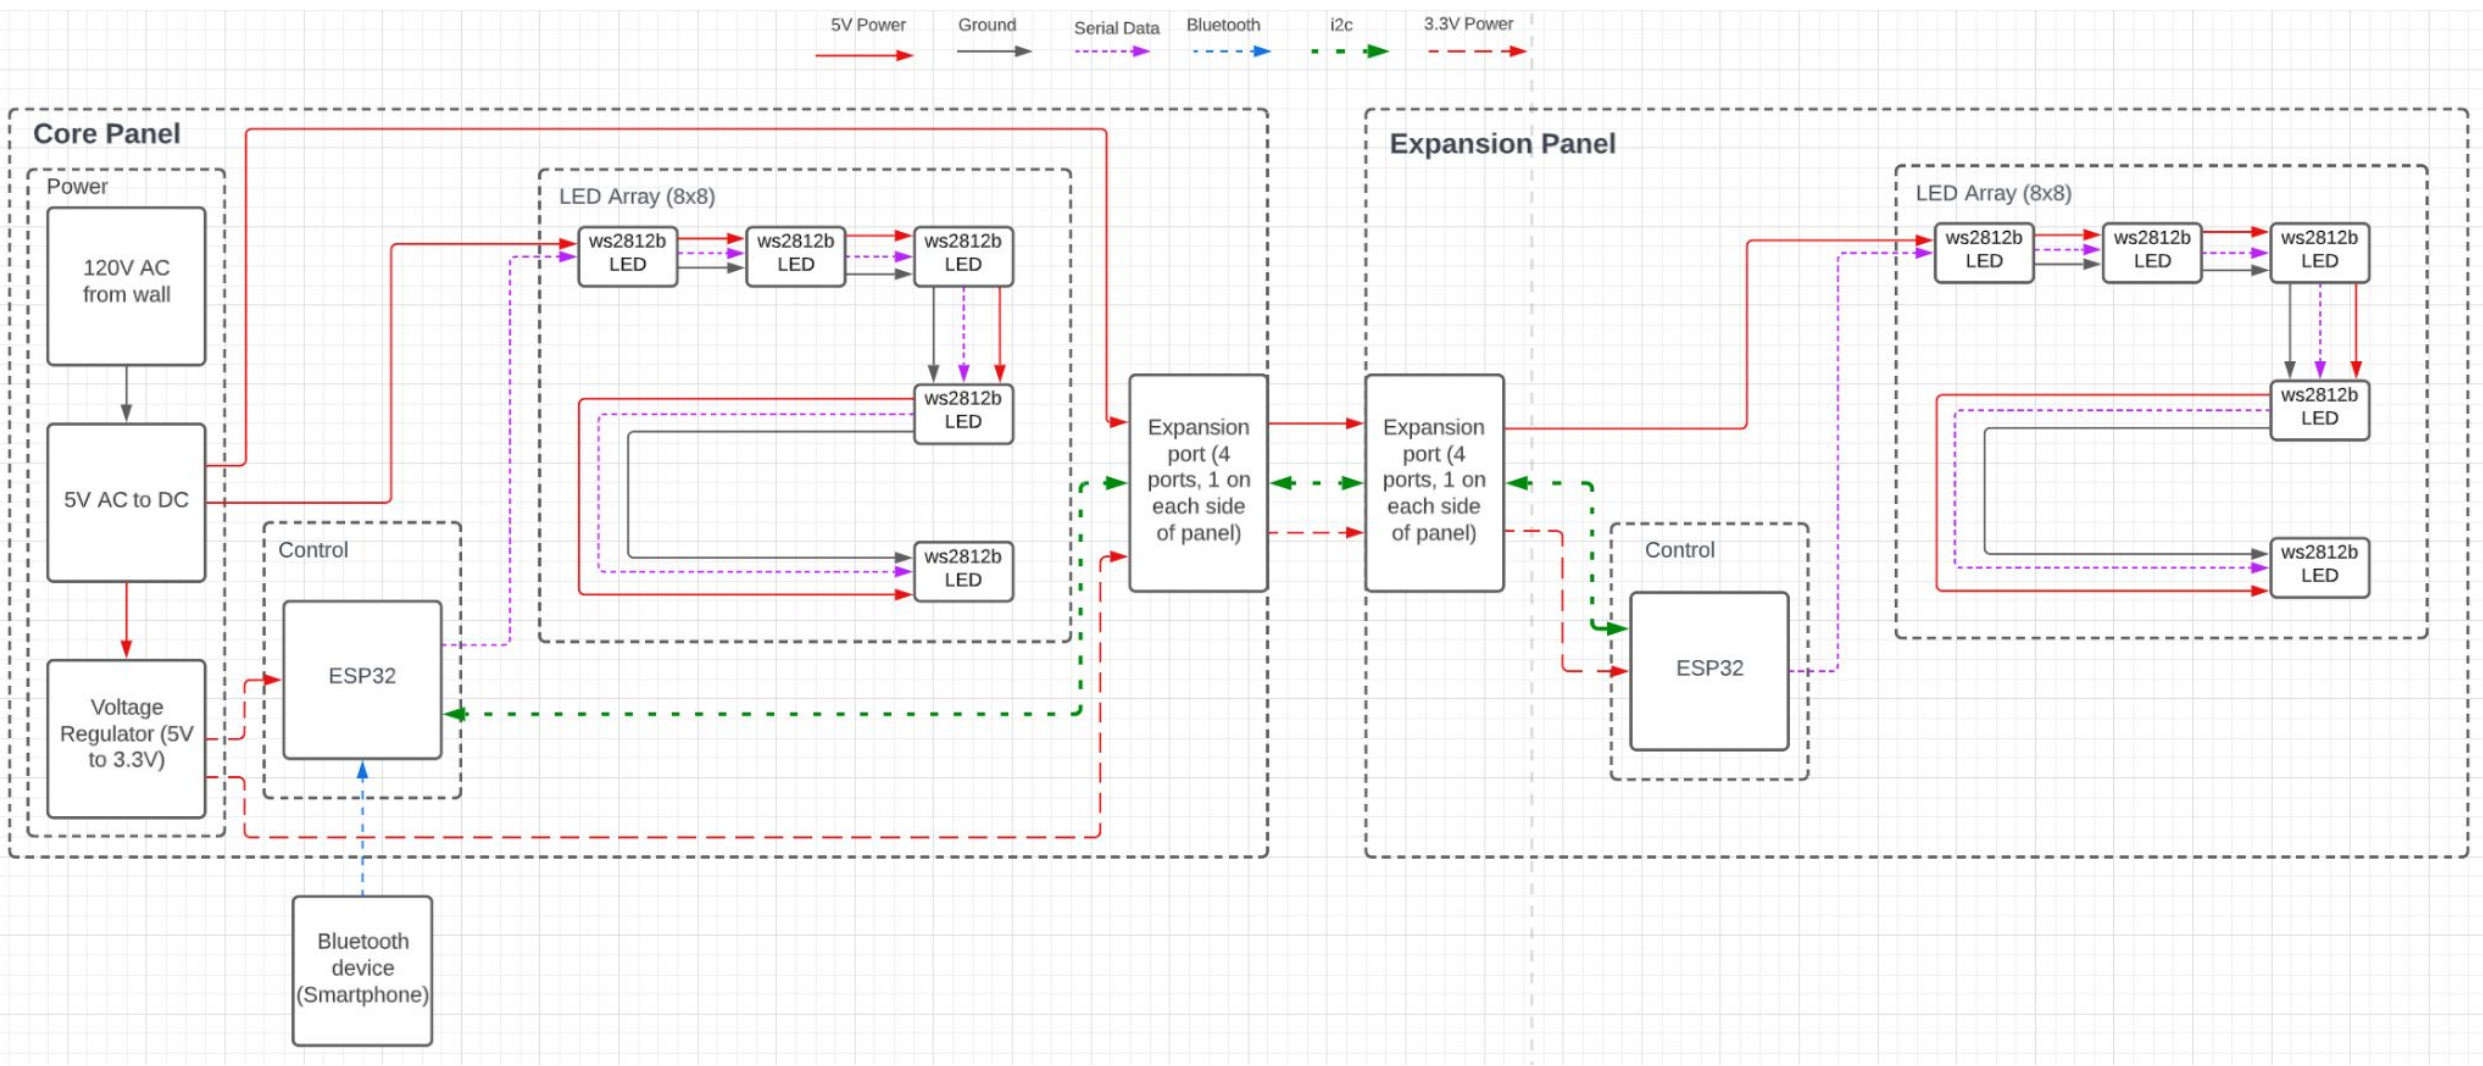 5V Power
Ground
Serial Data
Bluetooth
i2c
3.3V Power
Core Panel
Power
120V AC
from wall
5V AC to DC
Voltage
Regulator (5V
to 3.3V)
Control
ESP32
Bluetooth
device
(Smartphone)
LED Array (8x8)
ws2812b
LED
ws2812b
LED
ws2812b
LED
ws2812b
LED
ws2812b
LED
Expansion
port (4
ports, 1 on
each side
of panel)
Expansion Panel
Expansion
port (4
ports, 1 on
each side
of panel)
Control
ESP32
LED Array (8x8)
ws2812b
LED
ws2812b
LED
ws2812b
LED
ws2812b
LED
ws2812b
LED